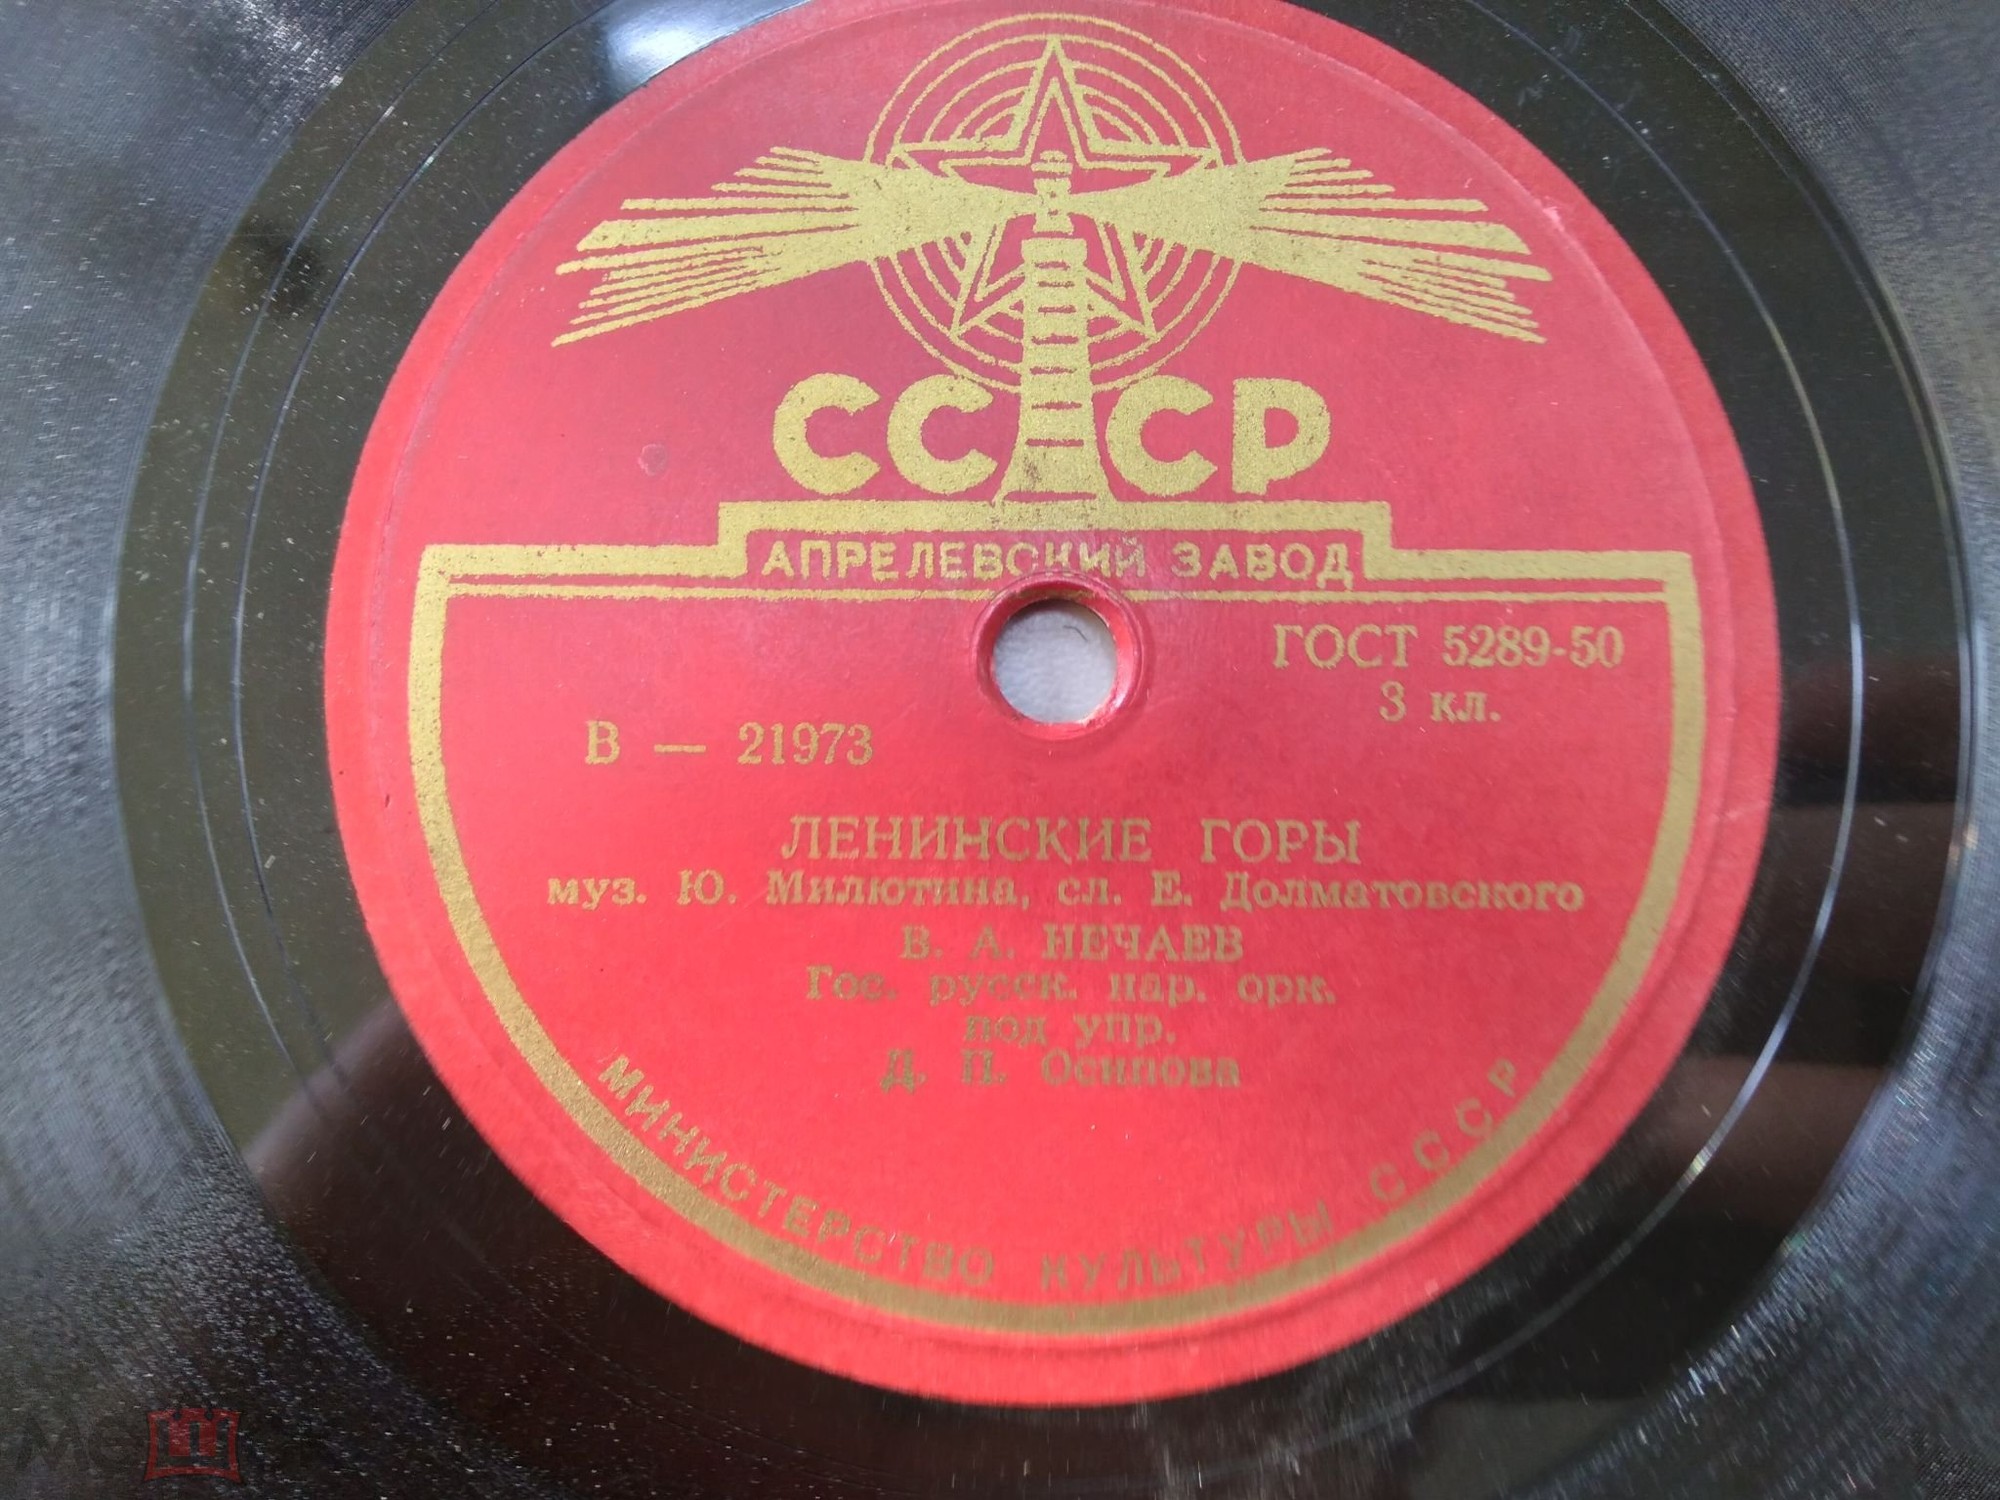 СССР
АПРЕЛЕВСКИЙ ЗАВОД
ГОСТ 5289-50
3 кл.
В — 21973
ЛЕНИНСКИЕ ГОРЫ
муз. Ю. Милютина, сл. Е. Долматовского
В. А. НЕЧАЕВ
Гос. русск. нар. орк.
под упр.
Д. П. Осипова
МИНИСТЕРСТВО КУЛЬТУРЫ СССР